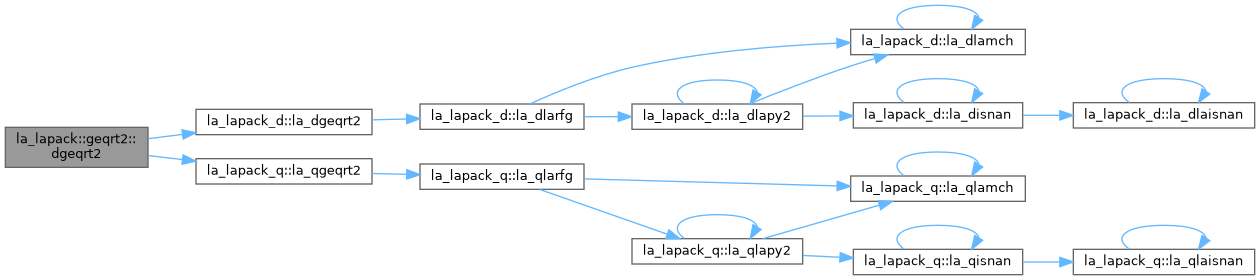 la_lapack::geqrt2::
dgeqrt2
la_lapack_d::la_dgeqrt2
la_lapack_q::la_qgeqrt2
la_lapack_d::la_dlarfg
la_lapack_q::la_qlarfg
la_lapack_d::la_dlamch
la_lapack_d::la_dlapy2
la_lapack_d::la_disnan
la_lapack_d::la_dlaisnan
la_lapack_q::la_qlamch
la_lapack_q::la_qlapy2
la_lapack_q::la_qisnan
la_lapack_q::la_qlaisnan